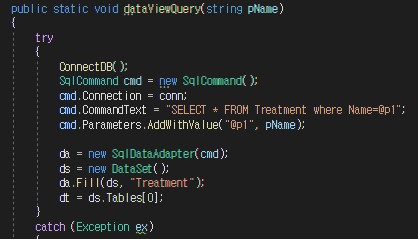 public static void dataViewQuery(string pName)
{
try
{
ConnectDB();
SqlCommand cmd = new SqlCommand();
cmd.Connection = conn;
cmd.CommandText = "SELECT * FROM Treatment where Name=@p1";
cmd.Parameters.AddWithValue("@p1", pName);
da = new SqlDataAdapter(cmd);
ds = new DataSet();
da.Fill(ds, "Treatment");
dt = ds.Tables[0];
}
catch (Exception ex)